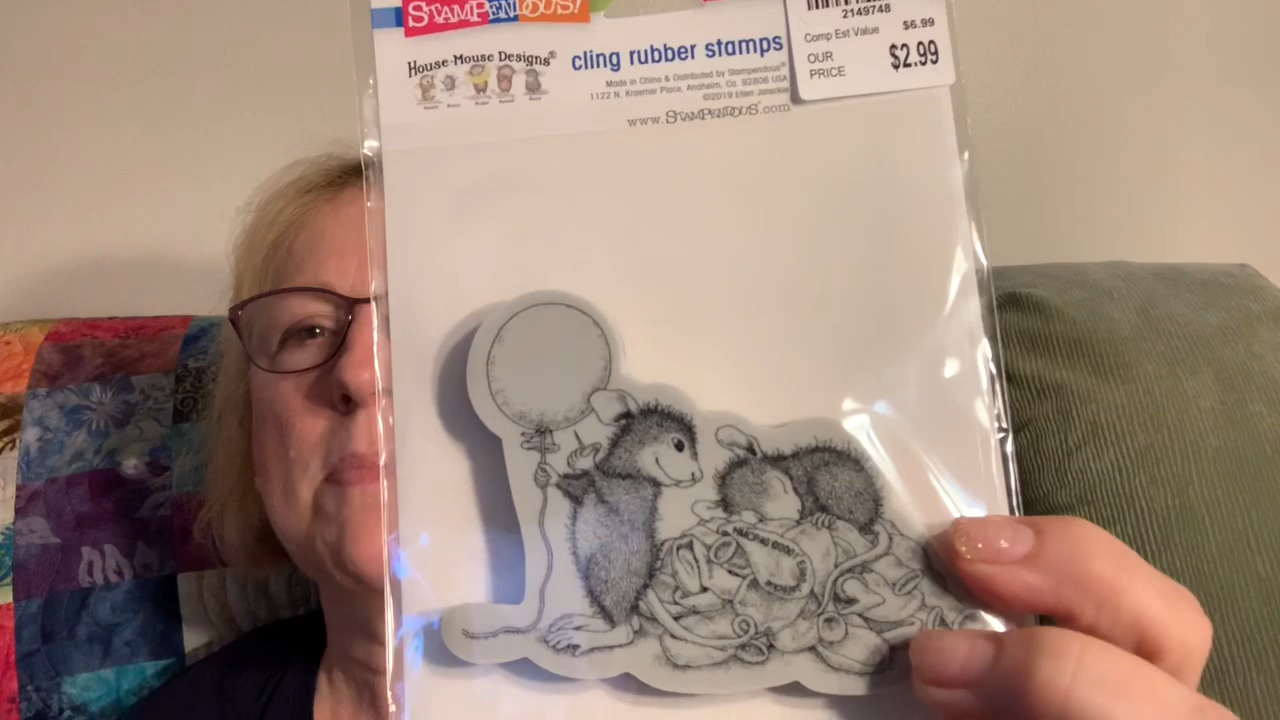 STAMPENDOUS!
House-Mouse Designs®
cling rubber stamps
Made in China & Distributed by Stampendous®
1122 N. Kraemer Place, Anaheim, Ca. 92806 USA
©2019 Ellen Jareckie
www.STAMPENDOUS.com
2149748
Comp Est Value $6.99
OUR
PRICE
$2.99